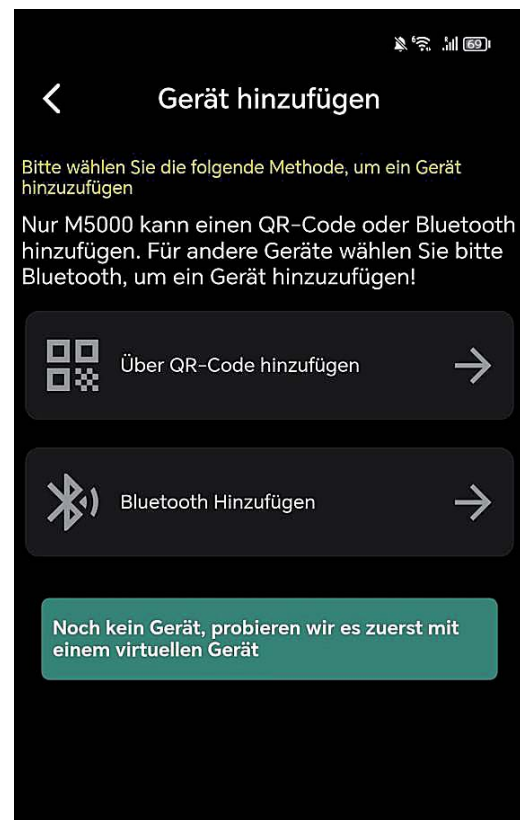 69
Gerät hinzufügen
Bitte wählen Sie die folgende Methode, um ein Gerät
hinzuzufügen
Nur M5000 kann einen QR-Code oder Bluetooth
hinzufügen. Für andere Geräte wählen Sie bitte
Bluetooth, um ein Gerät hinzuzufügen!
Über QR-Code hinzufügen
Bluetooth Hinzufügen
Noch kein Gerät, probieren wir es zuerst mit
einem virtuellen Gerät